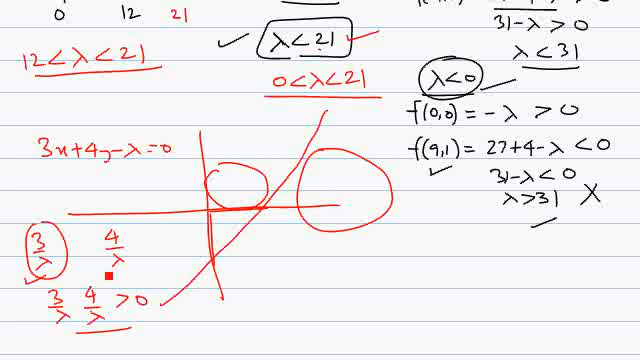 0 12 21
12 < λ < 21
λ < 21
0 < λ < 21
31 - λ > 0
λ < 31
λ < 0
f(0,0) = -λ > 0
f(9,1) = 27 + 4 - λ < 0
31 - λ < 0
λ > 31 X
3x + 4y - λ = 0
3/λ 4/λ
3/λ 4/λ > 0